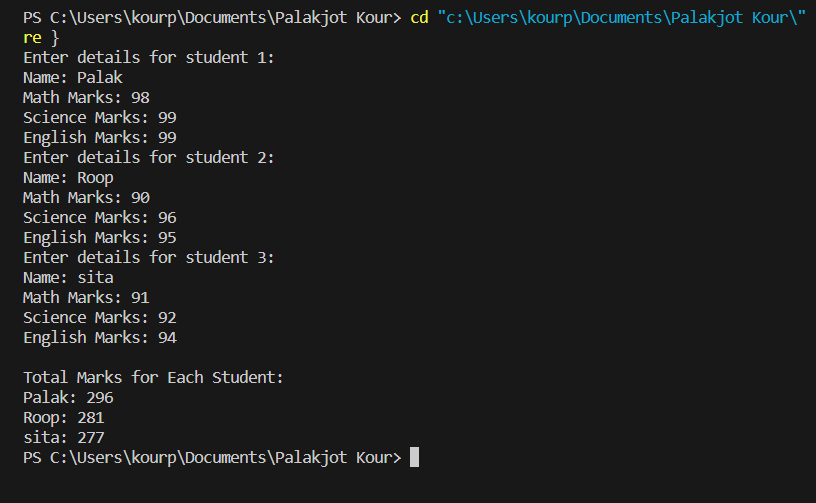 PS C:\Users\kourp\Documents\Palakjot Kour> cd "c:\Users\kourp\Documents\Palakjot Kour\"
re }
Enter details for student 1:
Name: Palak
Math Marks: 98
Science Marks: 99
English Marks: 99
Enter details for student 2:
Name: Roop
Math Marks: 90
Science Marks: 96
English Marks: 95
Enter details for student 3:
Name: sita
Math Marks: 91
Science Marks: 92
English Marks: 94

Total Marks for Each Student:
Palak: 296
Roop: 281
sita: 277
PS C:\Users\kourp\Documents\Palakjot Kour>